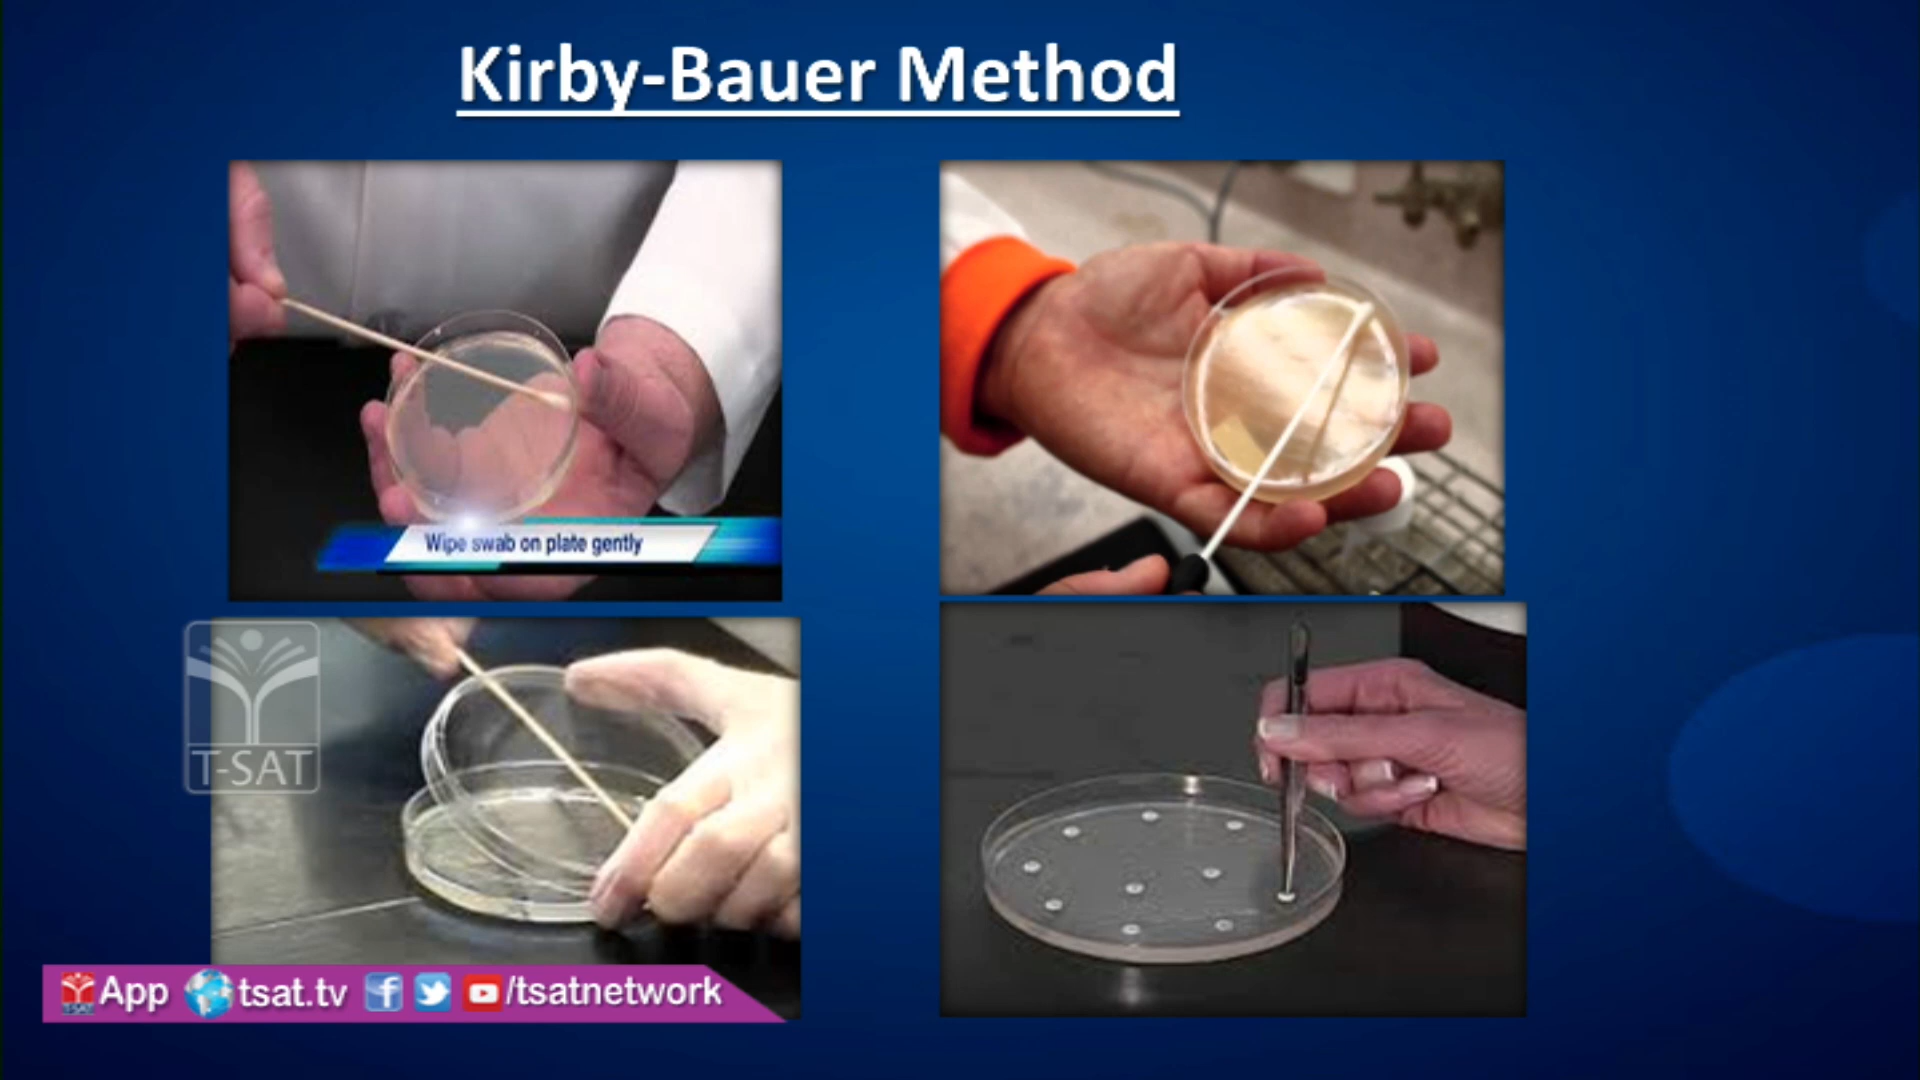 Kirby-Bauer Method
Wipe swab on plate gently
T-SAT
App tsat.tv /tsatnetwork